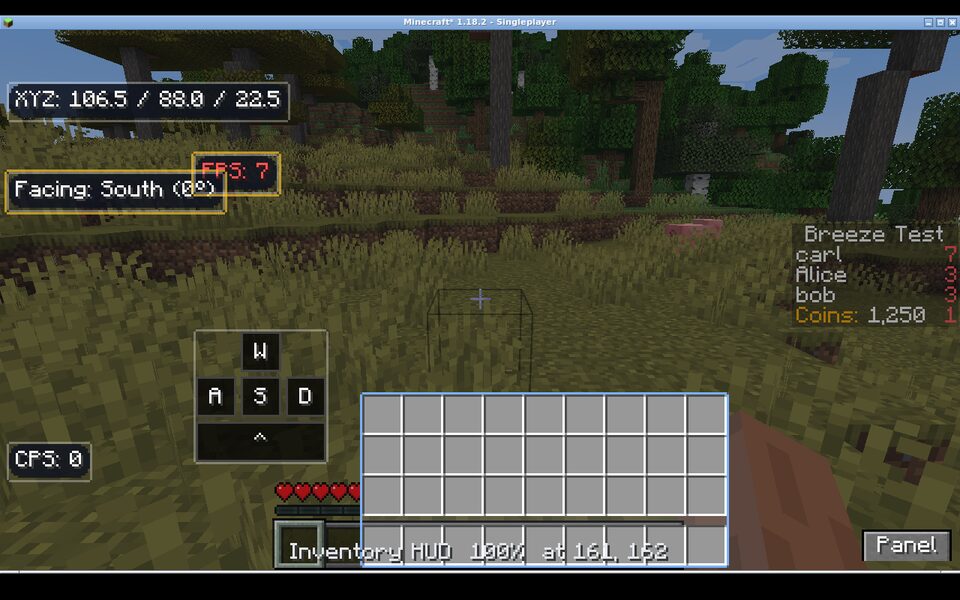 Minecraft* 1.18.2 - Singleplayer
XYZ: 106.5 / 88.0 / 22.5
FPS: 7
Facing: South (0°)
Breeze Test
carl 7
Alice 3
bob 3
Coins: 1,250 1
W
A S D
^
CPS: 0
Inventory HUD 100% at 161, 162
Panel